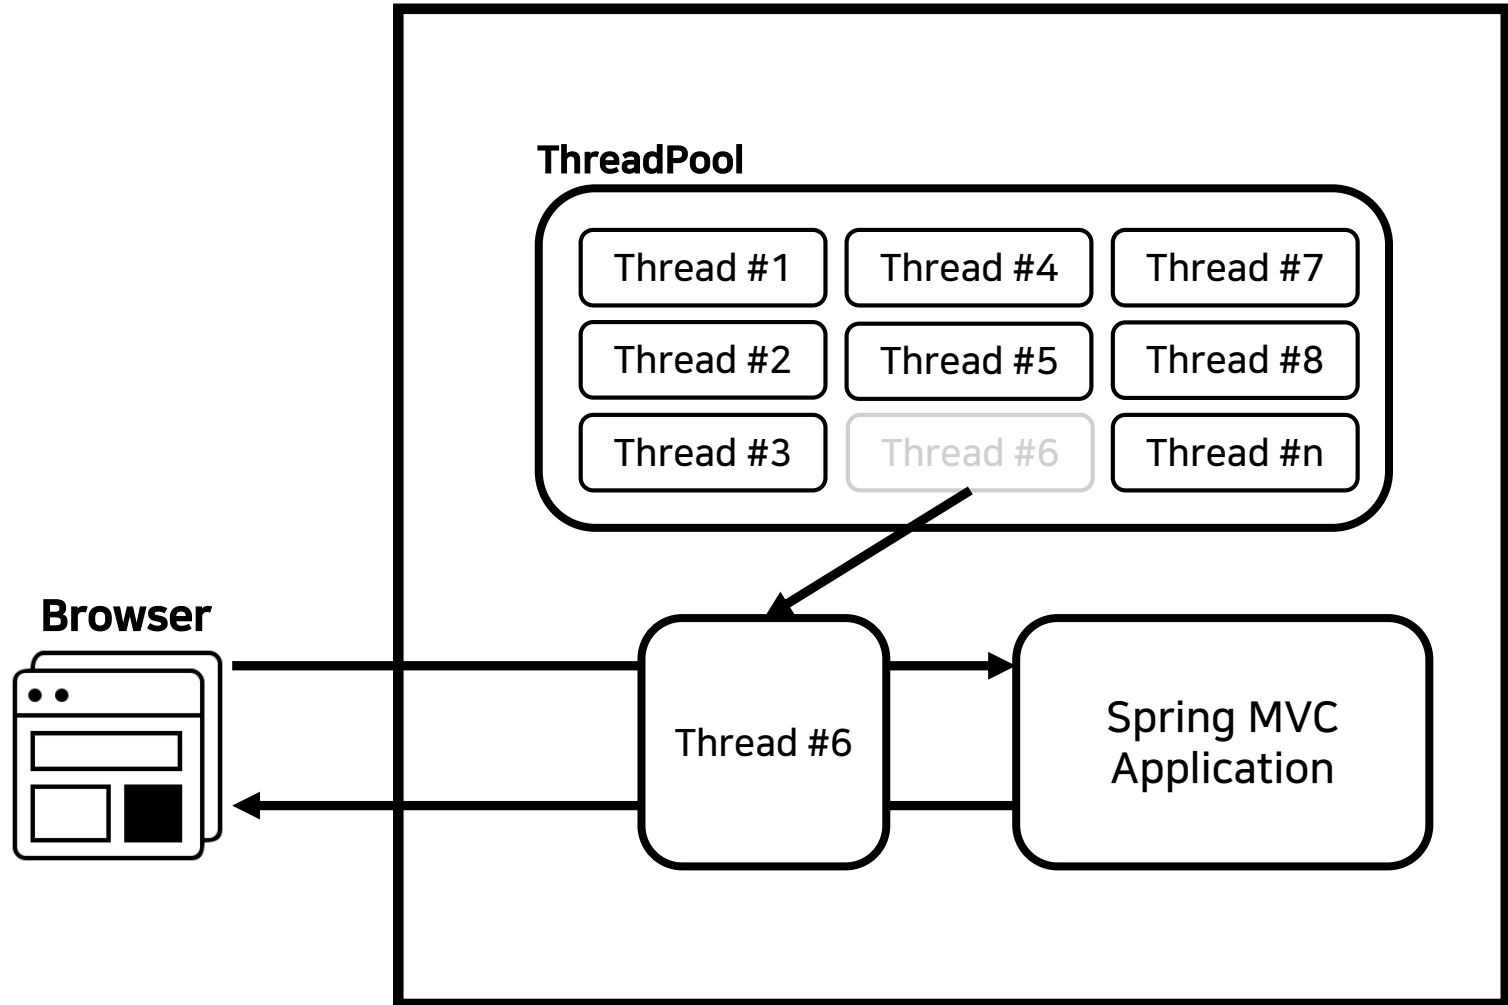 ThreadPool
Thread #1
Thread #4
Thread #7
Thread #2
Thread #5
Thread #8
Thread #3
Thread #6
Thread #n
Browser
Thread #6
Spring MVC
Application